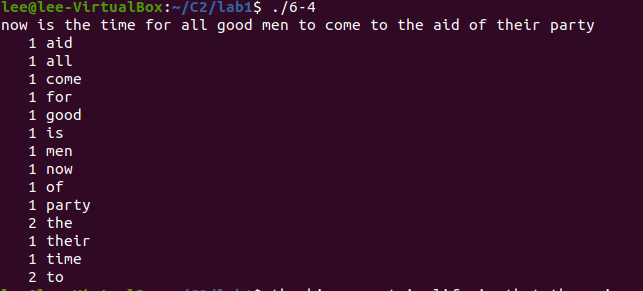 lee@lee-VirtualBox:~/C2/lab1$ ./6-4
now is the time for all good men to come to the aid of their party
1 aid
1 all
1 come
1 for
1 good
1 is
1 men
1 now
1 of
1 party
2 the
1 their
1 time
2 to